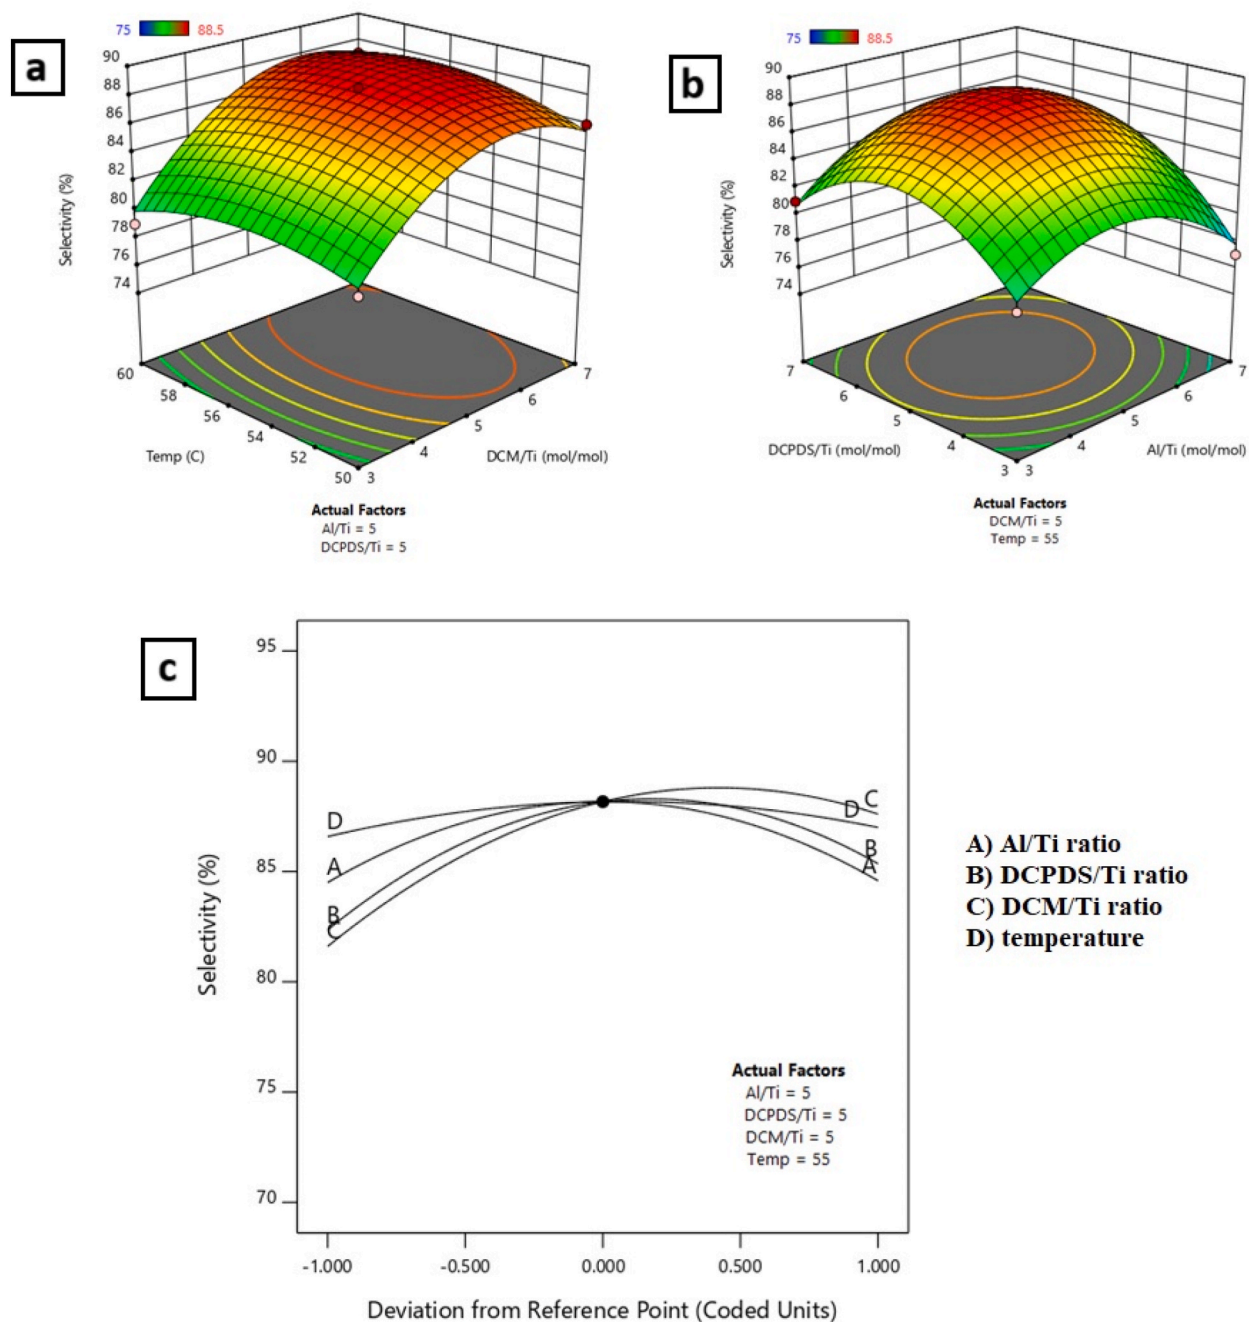 a
75 88.5
90
88
86
84
82
80
78
76
74
Selectivity (%)
60
58
56
54
52
50
3
4
5
6
7
Temp (C)
DCM/Ti (mol/mol)
Actual Factors
Al/Ti = 5
DCPDS/Ti = 5
b
75 88.5
90
88
86
84
82
80
78
76
74
Selectivity (%)
7
6
5
4
3
3
4
5
6
7
DCPDS/Ti (mol/mol)
Al/Ti (mol/mol)
Actual Factors
DCM/Ti = 5
Temp = 55
c
95
90
85
80
75
70
Selectivity (%)
D
A
B
C
C
D
B
A
Actual Factors
Al/Ti = 5
DCPDS/Ti = 5
DCM/Ti = 5
Temp = 55
-1.000 -0.500 0.000 0.500 1.000
Deviation from Reference Point (Coded Units)
A) Al/Ti ratio
B) DCPDS/Ti ratio
C) DCM/Ti ratio
D) temperature